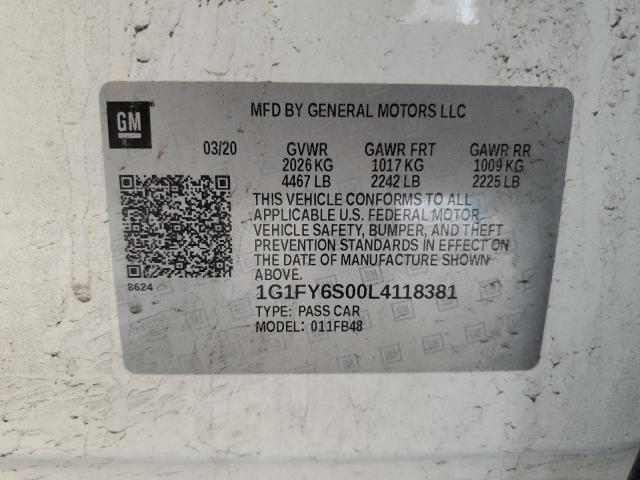 GM
MFD BY GENERAL MOTORS LLC
03/20 GVWR GAWR FRT GAWR RR
2026 KG 1017 KG 1009 KG
4467 LB 2242 LB 2225 LB
THIS VEHICLE CONFORMS TO ALL
APPLICABLE U.S. FEDERAL MOTOR
VEHICLE SAFETY, BUMPER, AND THEFT
PREVENTION STANDARDS IN EFFECT ON
THE DATE OF MANUFACTURE SHOWN
ABOVE.
8624
1G1FY6S00L4118381
TYPE: PASS CAR
MODEL: 011FB48